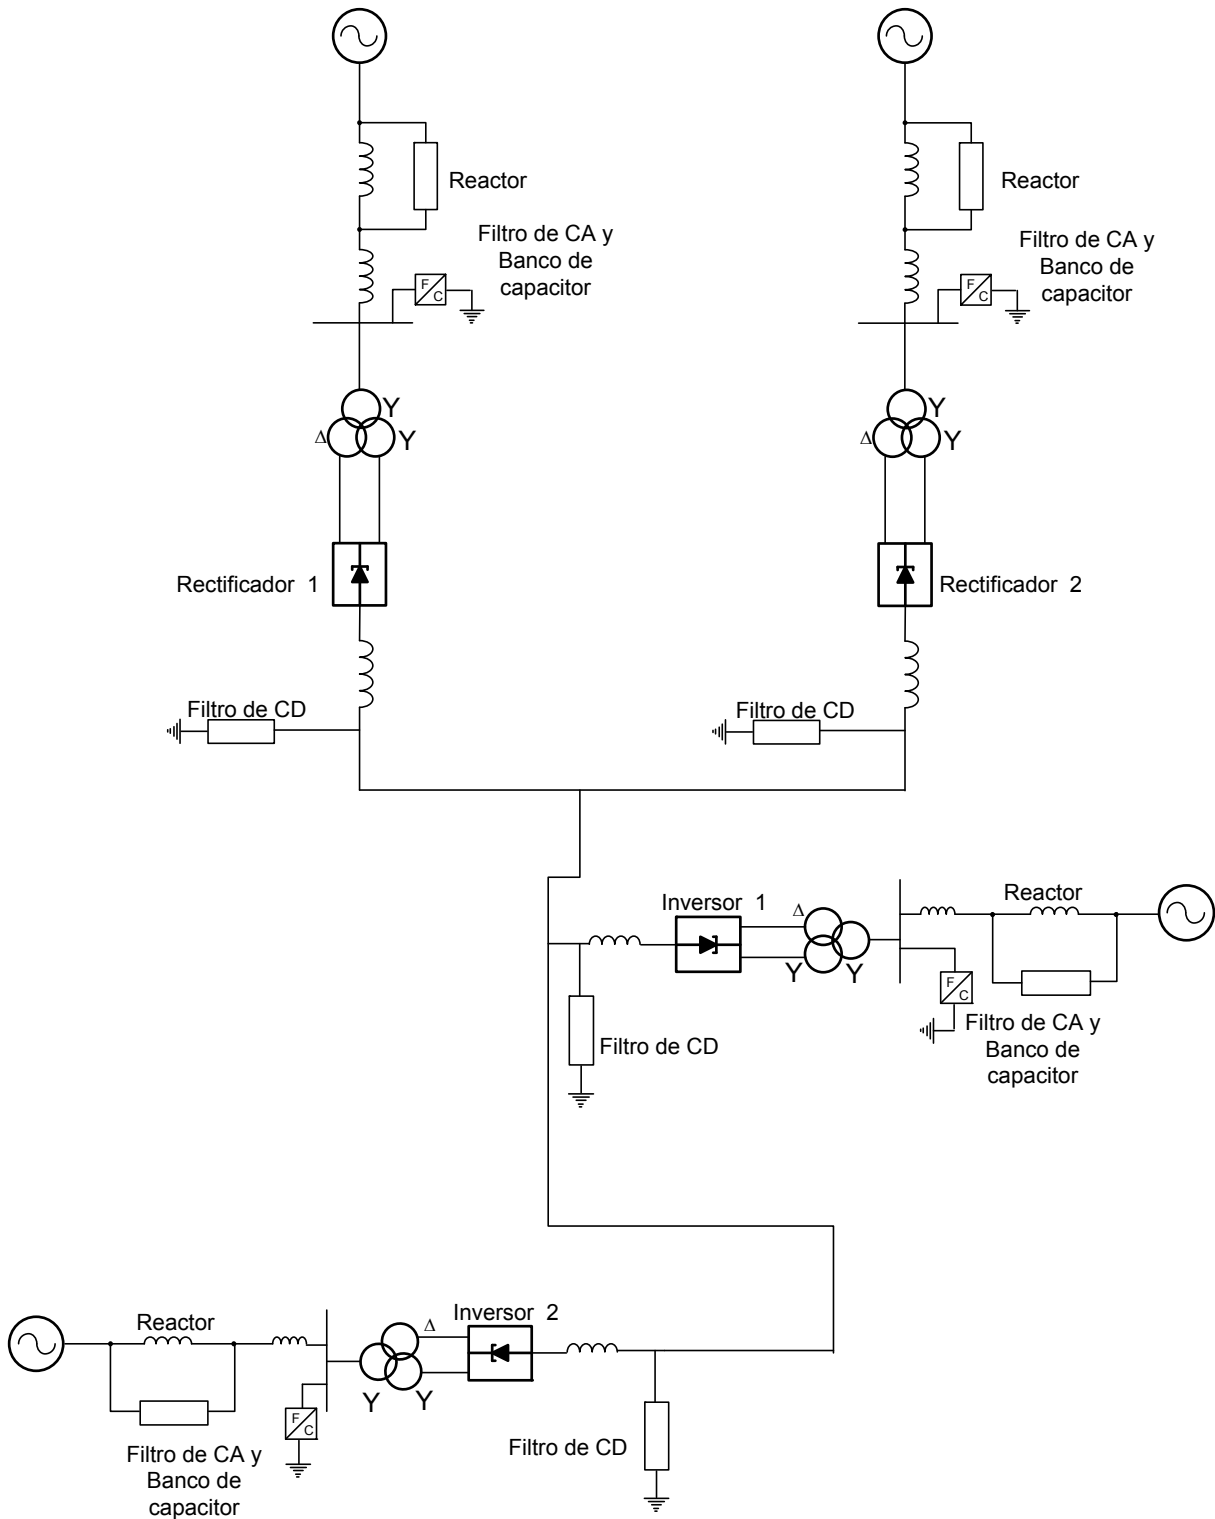 Reactor
Filtro de CA y
Banco de
capacitor
F
C
Y
Δ
Y
Rectificador 1
Filtro de CD
Reactor
Filtro de CA y
Banco de
capacitor
F
C
Y
Δ
Y
Rectificador 2
Filtro de CD
Inversor 1
Δ
Y
Y
Reactor
F
C
Filtro de CA y
Banco de
capacitor
Filtro de CD
Reactor
Inversor 2
Δ
Y
Y
F
C
Filtro de CA y
Banco de
capacitor
Filtro de CD